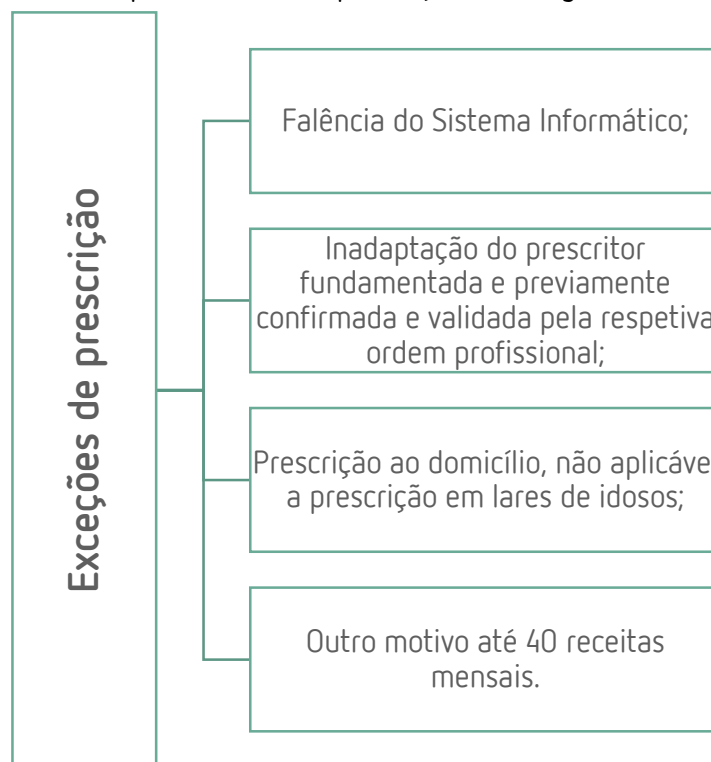 Exceções de prescrição
Falência do Sistema Informático;
Inadaptação do prescritor
fundamentada e previamente
confirmada e validada pela respetiva
ordem profissional;
Prescrição ao domicílio, não aplicáve
a prescrição em lares de idosos;
Outro motivo até 40 receitas
mensais.